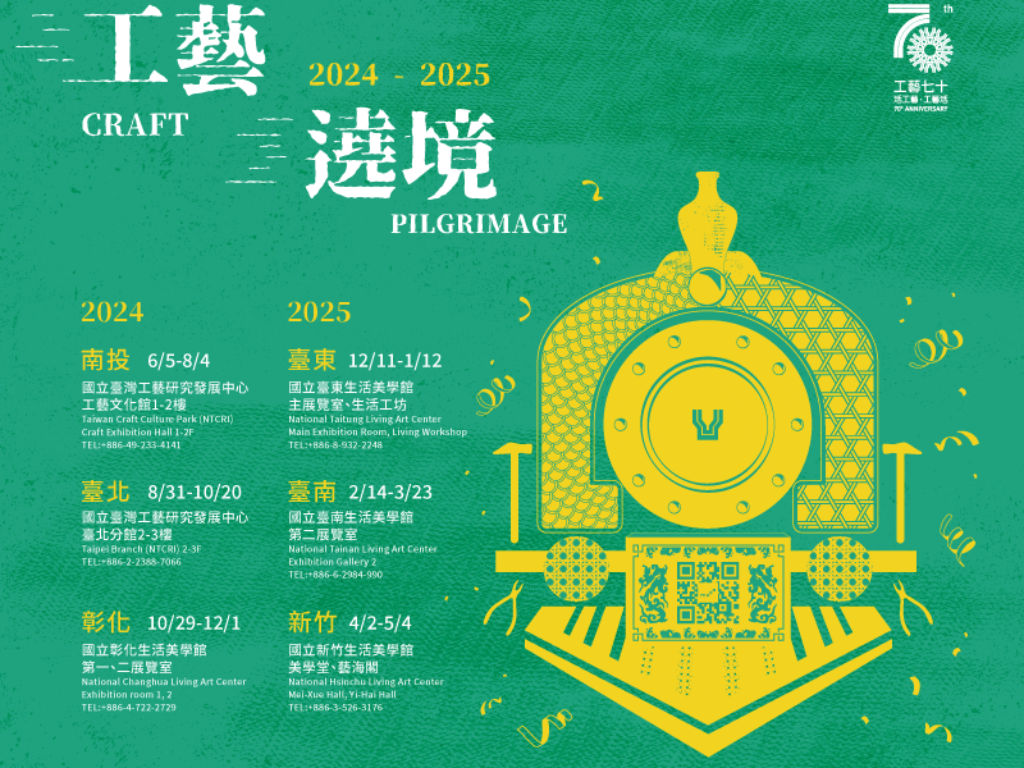 工藝
CRAFT
2024 - 2025
遶境
PILGRIMAGE
70th
工藝七十
活工藝·工藝活
70th ANNIVERSARY
2024
南投 6/5-8/4
國立臺灣工藝研究發展中心
工藝文化館1-2樓
Taiwan Craft Culture Park (NTCRI)
Craft Exhibition Hall 1-2F
TEL:+886-49-233-4141
臺北 8/31-10/20
國立臺灣工藝研究發展中心
臺北分館2-3樓
Taipei Branch (NTCRI) 2-3F
TEL:+886-2-2388-7066
彰化 10/29-12/1
國立彰化生活美學館
第一、二展覽室
National Changhua Living Art Center
Exhibition room 1, 2
TEL:+886-4-722-2729
2025
臺東 12/11-1/12
國立臺東生活美學館
主展覽室、生活工坊
National Taitung Living Art Center
Main Exhibition Room, Living Workshop
TEL:+886-8-932-2248
臺南 2/14-3/23
國立臺南生活美學館
第二展覽室
National Tainan Living Art Center
Exhibition Gallery 2
TEL:+886-6-2984-990
新竹 4/2-5/4
國立新竹生活美學館
美學堂、藝海閣
National Hsinchu Living Art Center
Mei-Xue Hall, Yi-Hai Hall
TEL:+886-3-526-3176